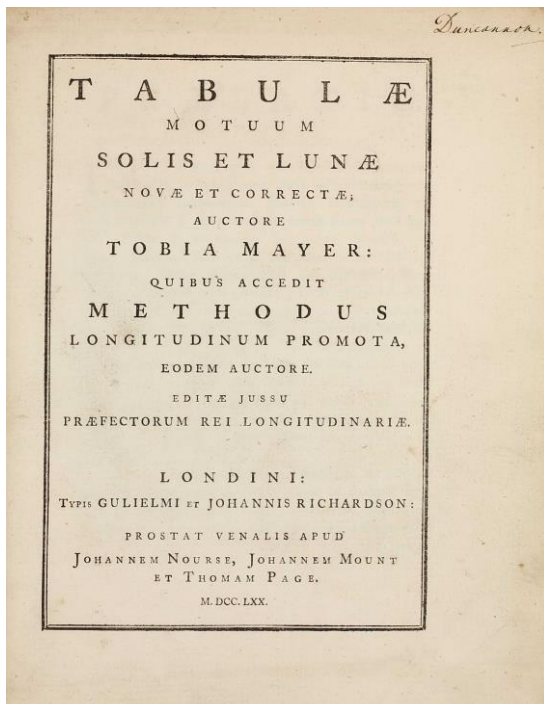 Duncannon.
TABULÆ
MOTUUM
SOLIS ET LUNÆ
NOVÆ ET CORRECTÆ;
AUCTORE
TOBIA MAYER:
QUIBUS ACCEDIT
METHODUS
LONGITUDINUM PROMOTA,
EODEM AUCTORE.
EDITÆ JUSSU
PRÆFECTORUM REI LONGITUDINARIÆ.
LONDINI:
TYPIS GULIELMI ET JOHANNIS RICHARDSON:
PROSTAT VENALIS APUD
JOHANNEM NOURSE, JOHANNEM MOUNT
ET THOMAM PAGE.
M. DCC. LXX.